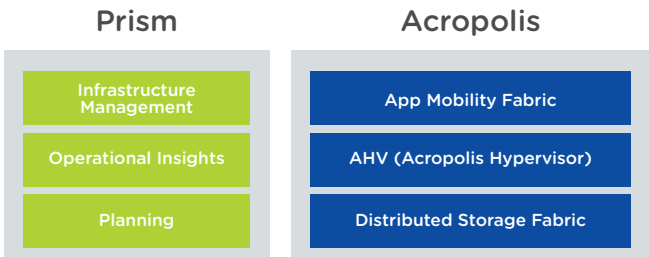 Prism
Infrastructure
Management
Operational Insights
Planning
Acropolis
App Mobility Fabric
AHV (Acropolis Hypervisor)
Distributed Storage Fabric